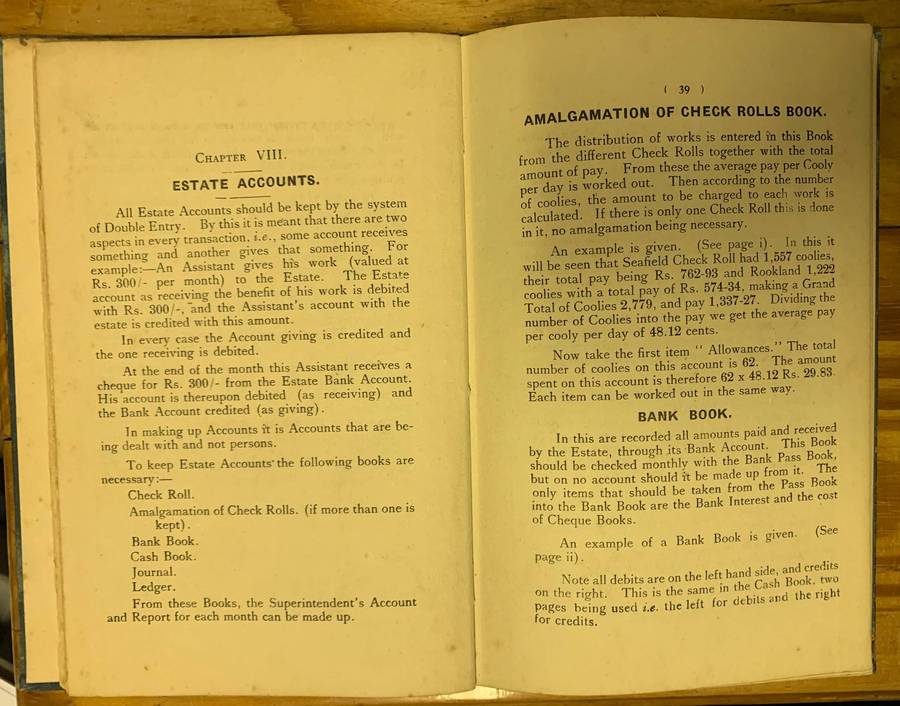 CHAPTER VIII.
ESTATE ACCOUNTS.
All Estate Accounts should be kept by the system
of Double Entry. By this it is meant that there are two
aspects in every transaction, i.e., some account receives
something and another gives that something. For
example:—An Assistant gives his work (valued at
Rs. 300/- per month) to the Estate. The Estate
account as receiving the benefit of his work is debited
with Rs. 300/-, and the Assistant's account with the
estate is credited with this amount.
In every case the Account giving is credited and
the one receiving is debited.
At the end of the month this Assistant receives a
cheque for Rs. 300/- from the Estate Bank Account.
His account is thereupon debited (as receiving) and
the Bank Account credited (as giving).
In making up Accounts it is Accounts that are be-
ing dealt with and not persons.
To keep Estate Accounts the following books are
necessary:—
Check Roll.
Amalgamation of Check Rolls. (if more than one is
kept).
Bank Book.
Cash Book.
Journal.
Ledger.
From these Books, the Superintendent's Account
and Report for each month can be made up.
( 39 )
AMALGAMATION OF CHECK ROLLS BOOK.
The distribution of works is entered in this Book
from the different Check Rolls together with the total
amount of pay. From these the average pay per Cooly
per day is worked out. Then according to the number
of coolies, the amount to be charged to each work is
calculated. If there is only one Check Roll this is done
in it, no amalgamation being necessary.
An example is given. (See page i). In this it
will be seen that Seafield Check Roll had 1,557 coolies,
their total pay being Rs. 762-93 and Rookland 1,222
coolies with a total pay of Rs. 574-34, making a Grand
Total of Coolies 2,779, and pay 1,337-27. Dividing the
number of Coolies into the pay we get the average pay
per cooly per day of 48.12 cents.
Now take the first item " Allowances." The total
number of coolies on this account is 62. The amount
spent on this account is therefore 62 x 48.12 Rs. 29.83
Each item can be worked out in the same way.
BANK BOOK.
In this are recorded all amounts paid and received
by the Estate, through its Bank Account. This Book
should be checked monthly with the Bank Pass Book,
but on no account should it be made up from it. The
only items that should be taken from the Pass Book
into the Bank Book are the Bank Interest and the cost
of Cheque Books.
An example of a Bank Book is given. (See
page ii).
Note all debits are on the left hand side, and credits
on the right. This is the same in the Cash Book, two
pages being used i.e. the left for debits and the right
for credits.